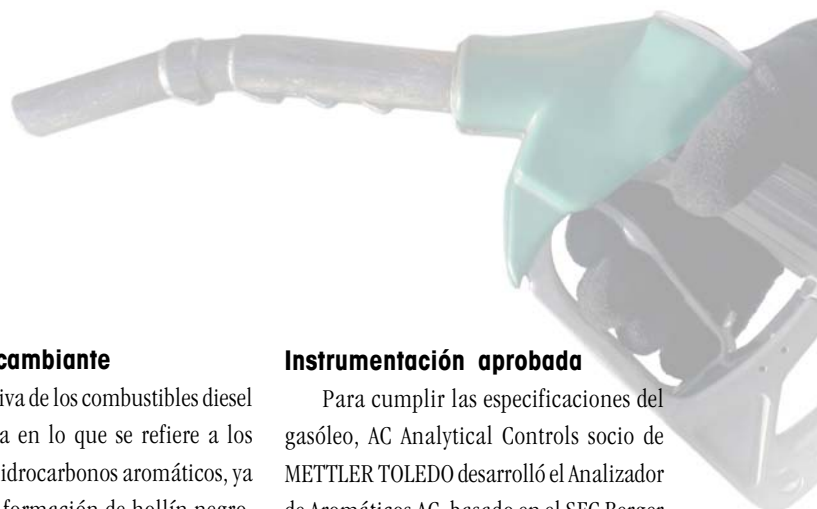 cambiante
iva de los combustibles diesel
a en lo que se refiere a los
idrocarbonos aromáticos, ya
formación de hollín negro
Instrumentación aprobada
Para cumplir las especificaciones del
gasóleo, AC Analytical Controls socio de
METTLER TOLEDO desarrolló el Analizador
de Aromáticos AC, basado en el SFC Berger